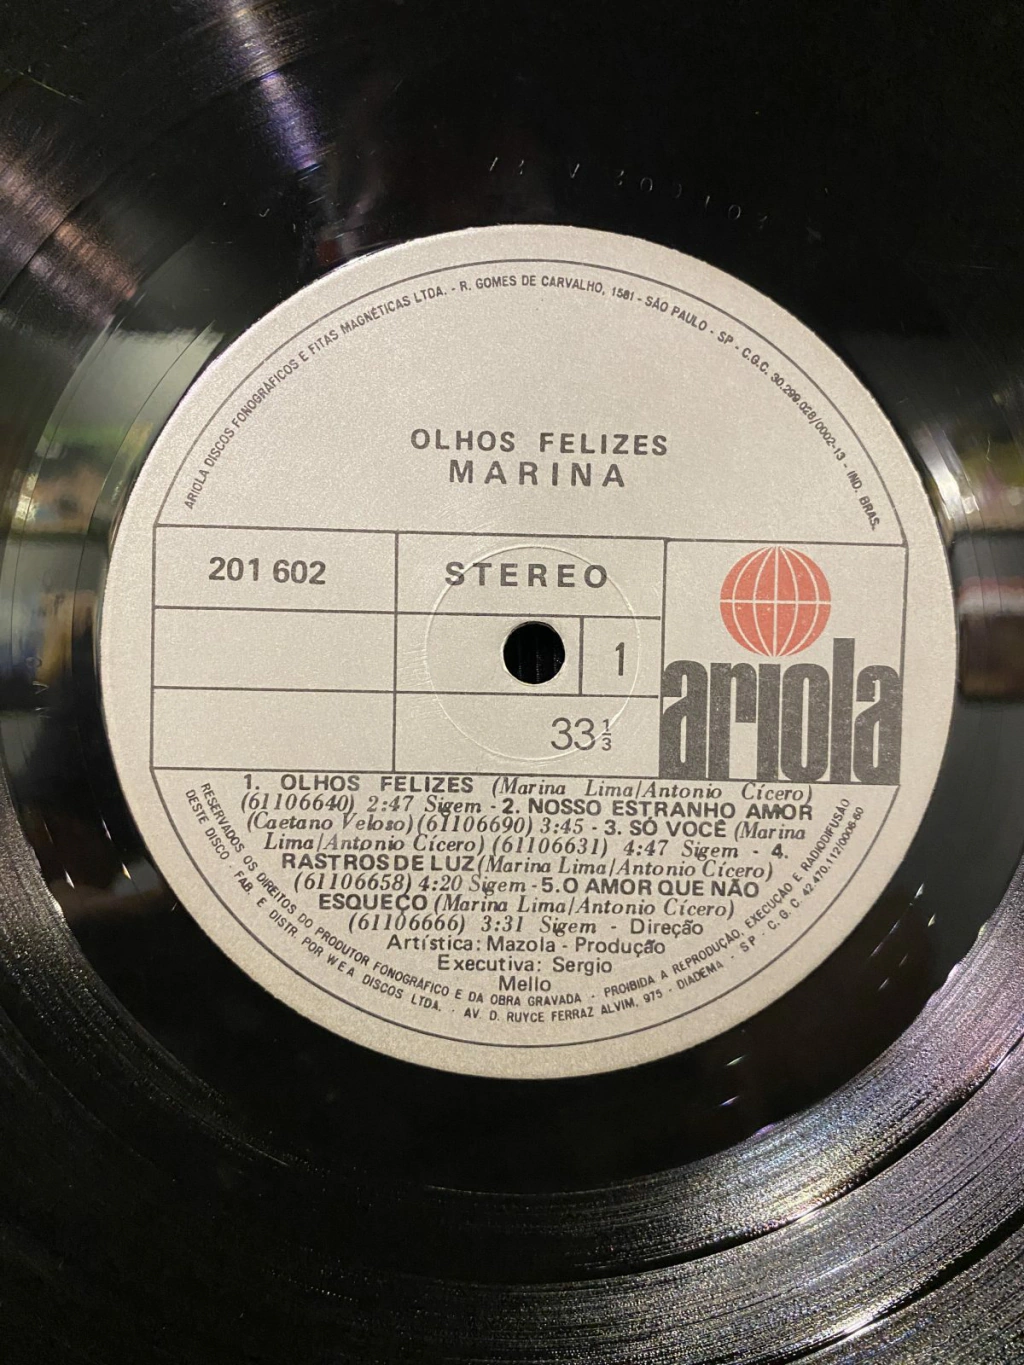 ARIOLA DISCOS FONOGRÁFICOS E FITAS MAGNÉTICAS LTDA. - R. GOMES DE CARVALHO, 1581 - SÃO PAULO - SP - C.G.C. 30.299.028/0002-13 - IND. BRAS.
OLHOS FELIZES
MARINA
201 602
STEREO
1
33 1/3
ariola
1. OLHOS FELIZES (Marina Lima/Antonio Cícero)
(61106640) 2:47 Sigem - 2. NOSSO ESTRANHO AMOR
(Caetano Veloso) (61106690) 3:45 - 3. SÓ VOCÊ (Marina
Lima/Antonio Cícero) (61106631) 4:47 Sigem - 4.
RASTROS DE LUZ (Marina Lima/Antonio Cícero)
(61106658) 4:20 Sigem - 5. O AMOR QUE NÃO
ESQUEÇO (Marina Lima/Antonio Cícero)
(61106666) 3:31 Sigem - Direção
Artística: Mazola - Produção
Executiva: Sergio
Mello
RESERVADOS OS DIREITOS DO PRODUTOR FONOGRÁFICO E DA OBRA GRAVADA · PROIBIDA A REPRODUÇÃO, EXECUÇÃO E RADIODIFUSÃO
DESTE DISCO · FAB. E DISTR. POR WEA DISCOS LTDA. · AV. D. RUYCE FERRAZ ALVIM, 975 - DIADEMA - SP - C.G.C. 42.470.112/0006-60